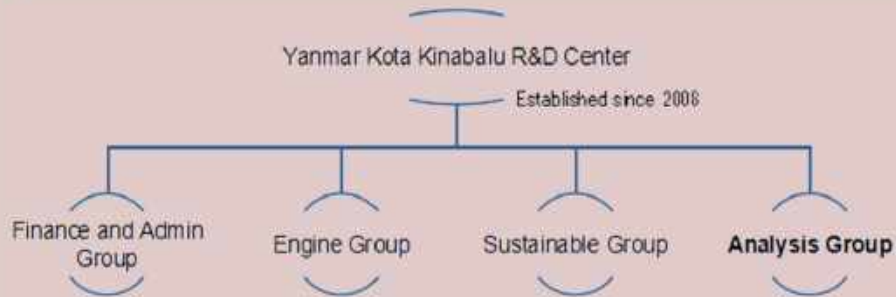 Yanmar Kota Kinabalu R&D Center
Established since 2008
Finance and Admin
Group
Engine Group
Sustainable Group
Analysis Group